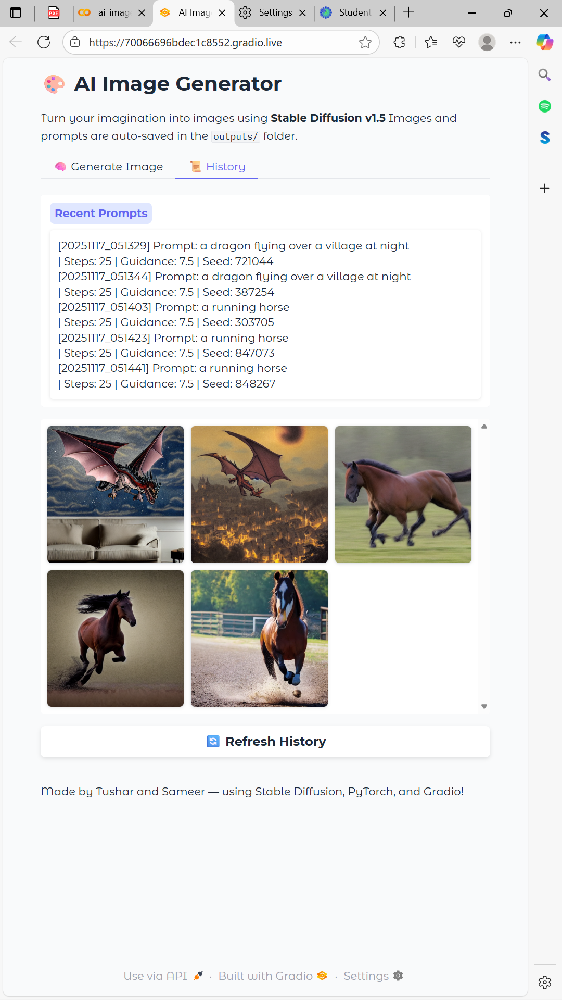 PDF
ai_imag
AI Imag
Settings
Student
https://70066696bdec1c8552.gradio.live
AI Image Generator
Turn your imagination into images using Stable Diffusion v1.5 Images and
prompts are auto-saved in the outputs/ folder.
Generate Image
History
Recent Prompts
[20251117_051329] Prompt: a dragon flying over a village at night
| Steps: 25 | Guidance: 7.5 | Seed: 721044
[20251117_051344] Prompt: a dragon flying over a village at night
| Steps: 25 | Guidance: 7.5 | Seed: 387254
[20251117_051403] Prompt: a running horse
| Steps: 25 | Guidance: 7.5 | Seed: 303705
[20251117_051423] Prompt: a running horse
| Steps: 25 | Guidance: 7.5 | Seed: 847073
[20251117_051441] Prompt: a running horse
| Steps: 25 | Guidance: 7.5 | Seed: 848267
Refresh History
Made by Tushar and Sameer — using Stable Diffusion, PyTorch, and Gradio!
Use via API · Built with Gradio · Settings